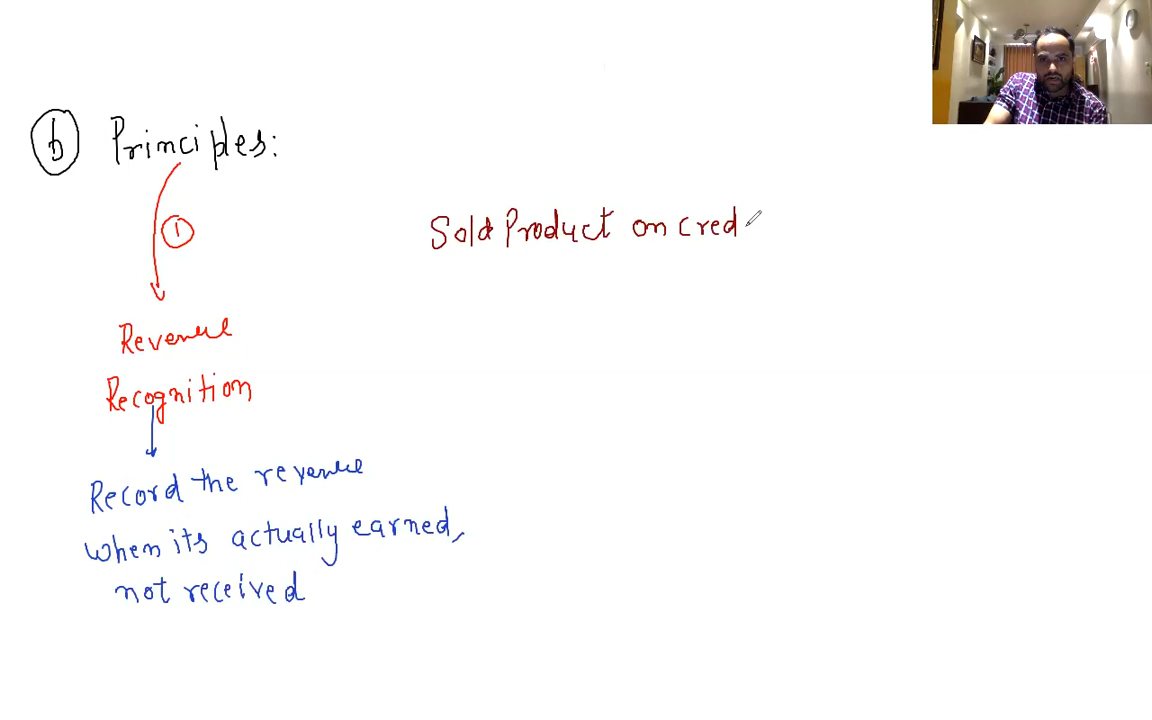 b Principles:
1
Sold Product on cred
Revenue
Recognition
Record the revenue
when its actually earned,
not received